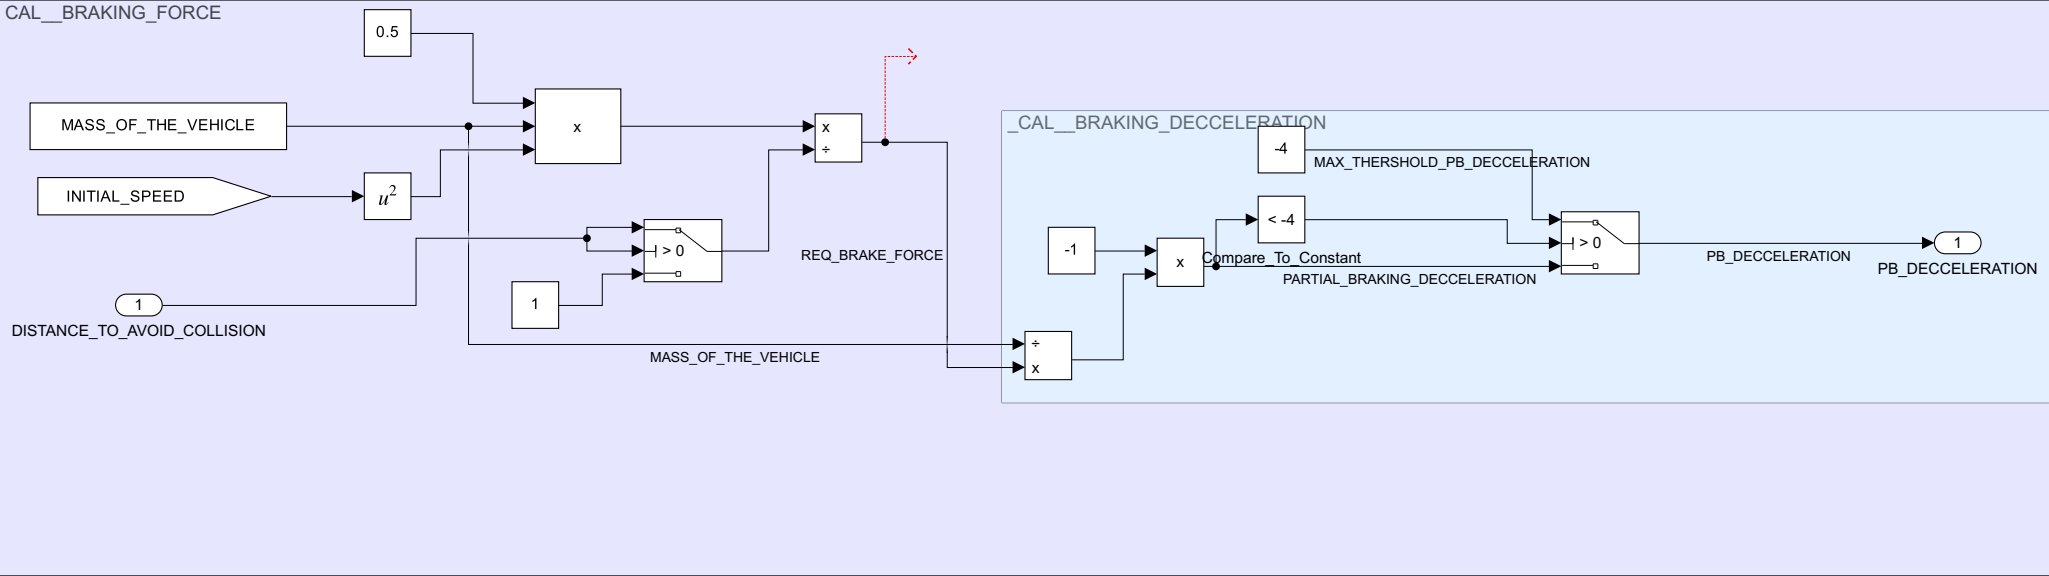 CAL__BRAKING_FORCE
0.5
MASS_OF_THE_VEHICLE
x
x
÷
INITIAL_SPEED
u²
> 0
1
1
DISTANCE_TO_AVOID_COLLISION
REQ_BRAKE_FORCE
MASS_OF_THE_VEHICLE
_CAL__BRAKING_DECCELERATION
-4
MAX_THERSHOLD_PB_DECCELERATION
< -4
-1
x
Compare_To_Constant
PARTIAL_BRAKING_DECCELERATION
÷
x
> 0
PB_DECCELERATION
1
PB_DECCELERATION